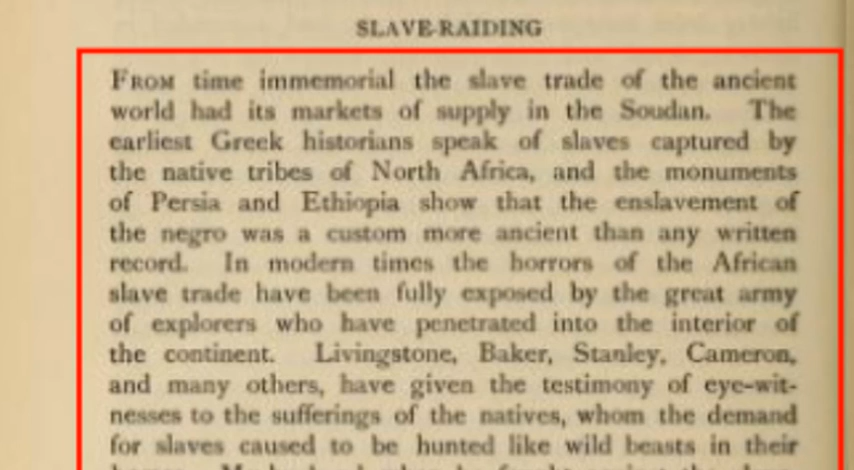 SLAVE-RAIDING
FROM time immemorial the slave trade of the ancient
world had its markets of supply in the Soudan. The
earliest Greek historians speak of slaves captured by
the native tribes of North Africa, and the monuments
of Persia and Ethiopia show that the enslavement of
the negro was a custom more ancient than any written
record. In modern times the horrors of the African
slave trade have been fully exposed by the great army
of explorers who have penetrated into the interior of
the continent. Livingstone, Baker, Stanley, Cameron,
and many others, have given the testimony of eye-wit-
nesses to the sufferings of the natives, whom the demand
for slaves caused to be hunted like wild beasts in their